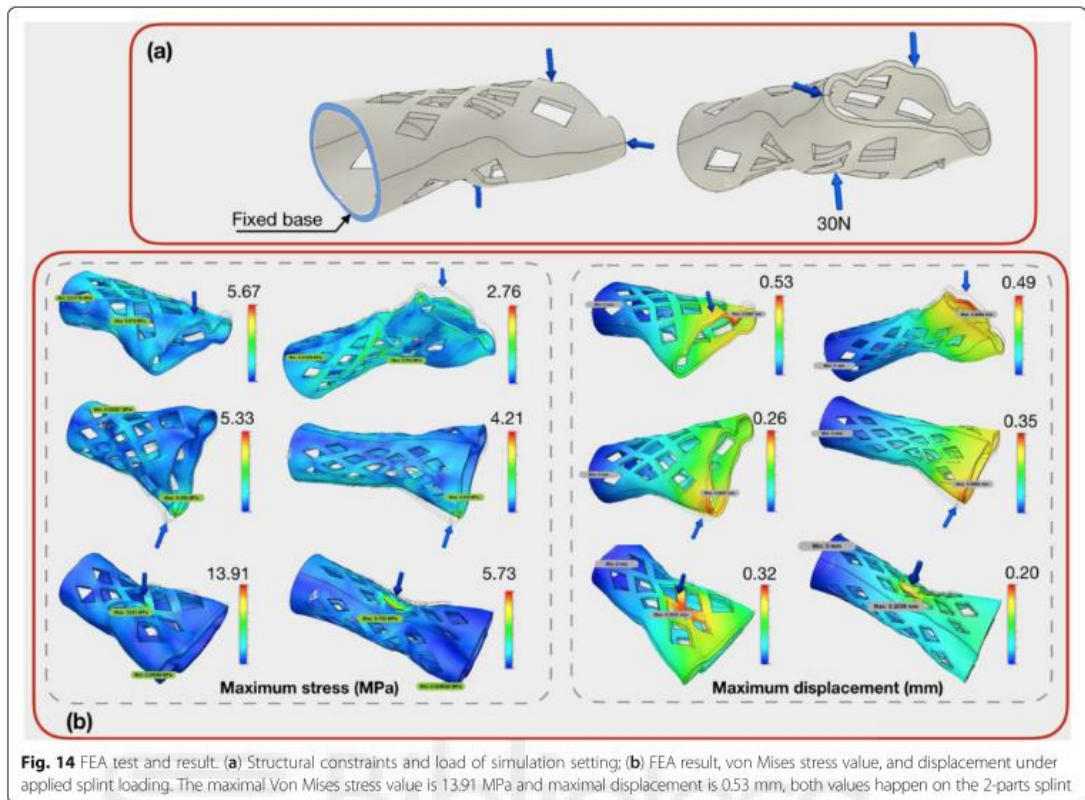 (a)
Fixed base
30N
5.67
2.76
0.53
0.49
5.33
4.21
0.26
0.35
13.91
5.73
0.32
0.20
Min: 0 mm
Maximum stress (MPa)
Maximum displacement (mm)
(b)
Fig. 14 FEA test and result. (a) Structural constraints and load of simulation setting; (b) FEA result, von Mises stress value, and displacement under
applied splint loading. The maximal Von Mises stress value is 13.91 MPa and maximal displacement is 0.53 mm, both values happen on the 2-parts splint